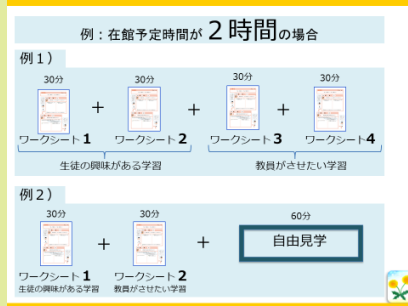 例：在館予定時間が２時間の場合
例１）
30分 30分 30分 30分
＋ ＋ ＋
ワークシート1 ワークシート2 ワークシート3 ワークシート4
生徒の興味がある学習 教員がさせたい学習
例２）
30分 30分 60分
＋ ＋ 自由見学
ワークシート1 ワークシート2
生徒の興味がある学習 教員がさせたい学習